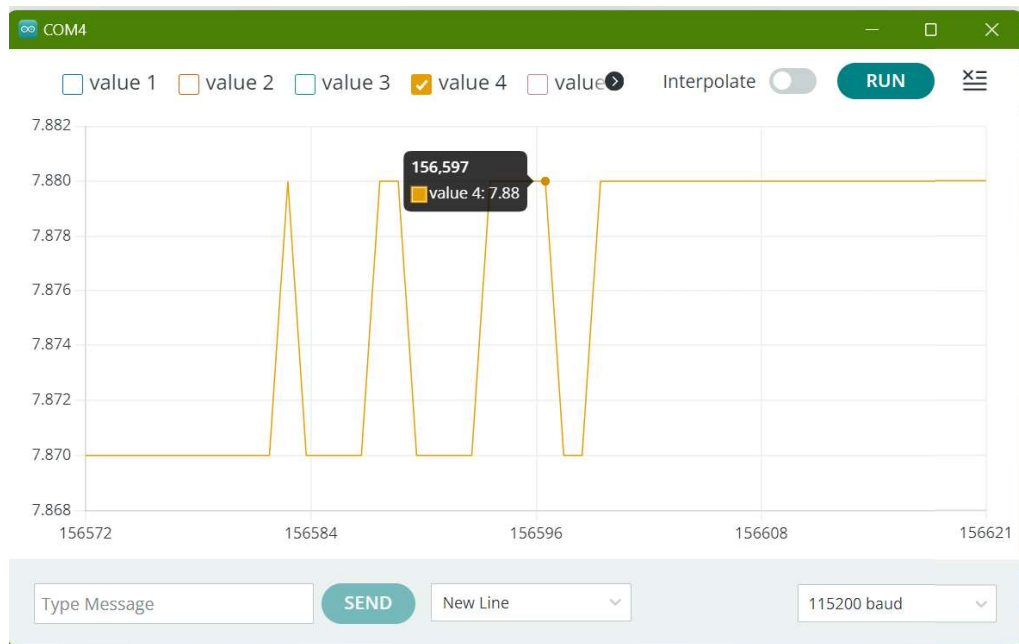 COM4
value 1 value 2 value 3 value 4 value Interpolate RUN
7.882
156,597
value 4: 7.88
7.880
7.878
7.876
7.874
7.872
7.870
7.868
156572 156584 156596 156608 156621
Type Message SEND New Line 115200 baud